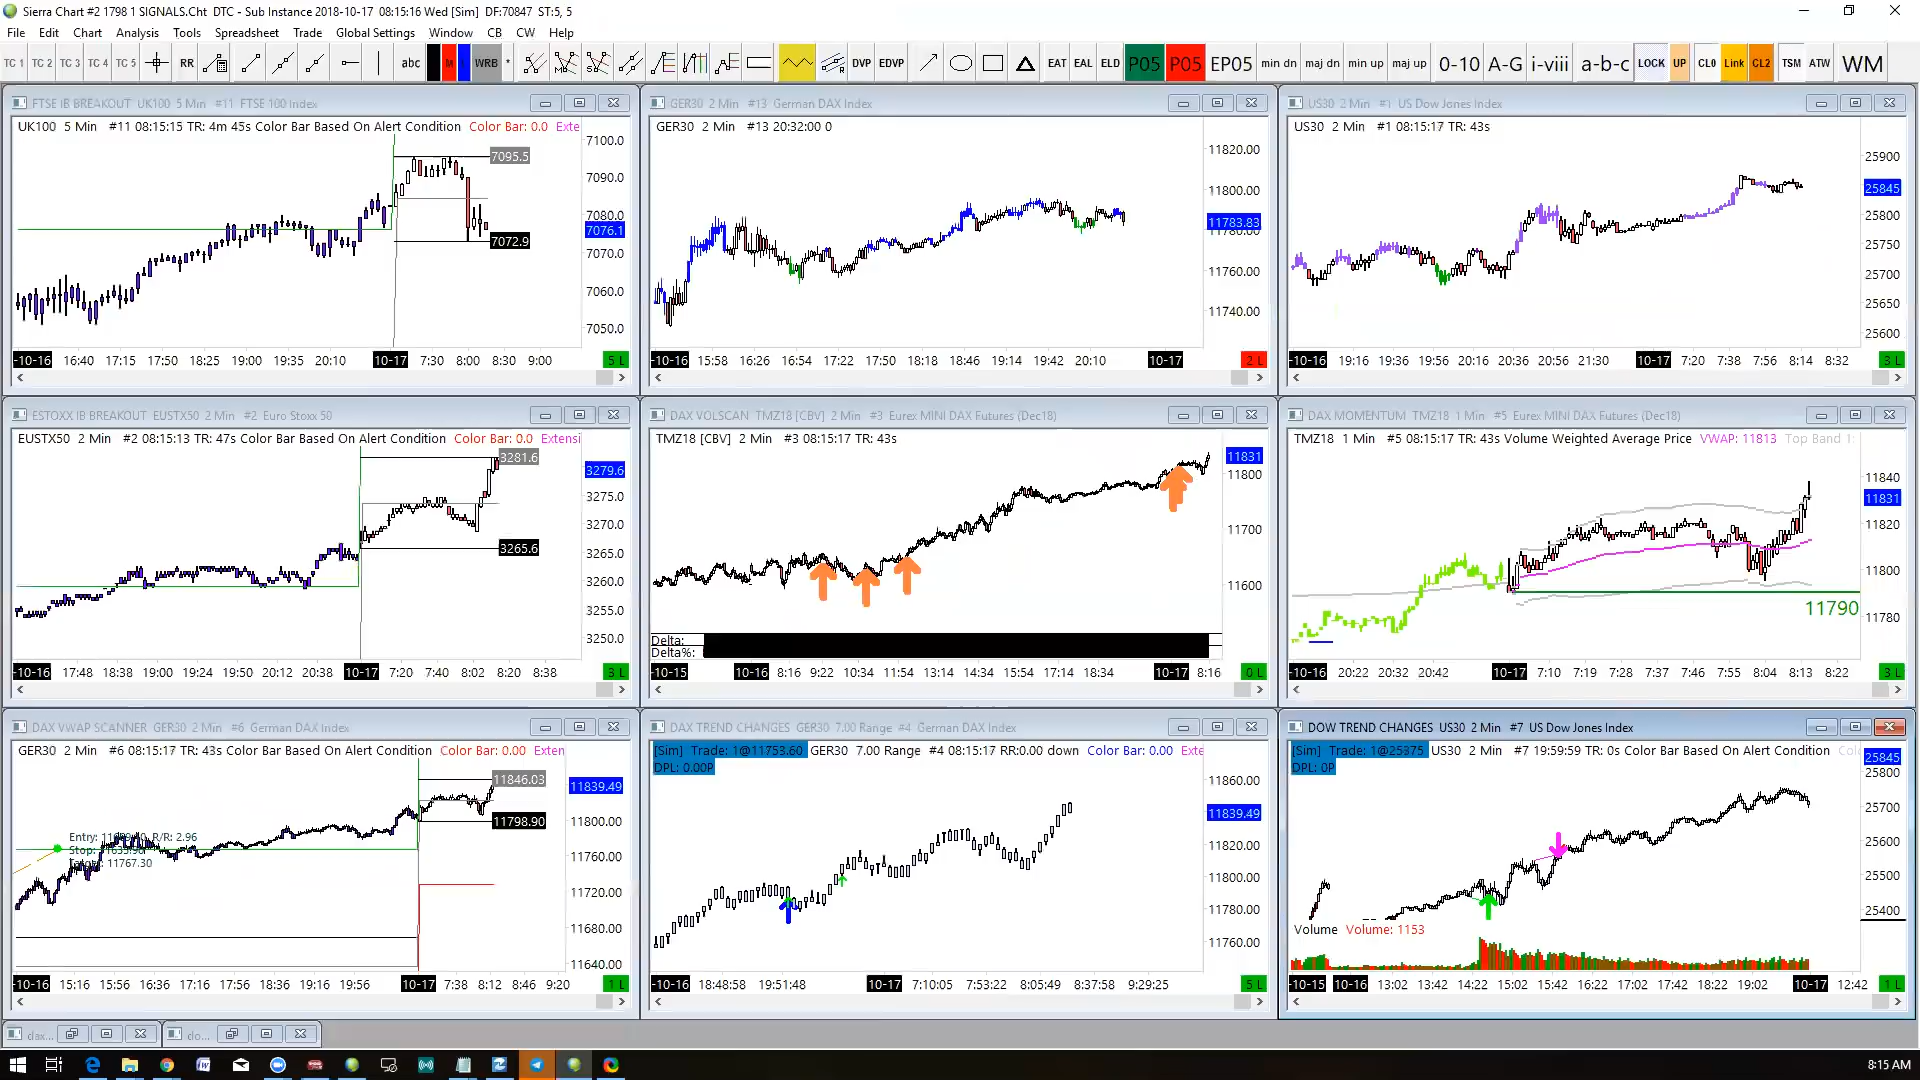 Sierra Chart #2 1798 1 SIGNALS.Cht DTC - Sub Instance 2018-10-17 08:15:16 Wed [Sim] DF:70847 ST:5, 5
File Edit Chart Analysis Tools Spreadsheet Trade Global Settings Window CB CW Help
TC 1 TC 2 TC 3 TC 4 TC 5 RR abc M WRB * DVP EDVP EAT EAL ELD P05 P05 EP05 min dn maj dn min up maj up 0-10 A-G i-viii a-b-c LOCK UP CL0 Link CL2 TSM ATW WM
FTSE IB BREAKOUT UK100 5 Min #11 FTSE 100 Index
UK100 5 Min #11 08:15:15 TR: 4m 45s Color Bar Based On Alert Condition Color Bar: 0.0 Exte
7100.0
7095.5
7090.0
7080.0
7076.1
7072.9
7070.0
7060.0
7050.0
-10-16 16:40 17:15 17:50 18:25 19:00 19:35 20:10 10-17 7:30 8:00 8:30 9:00 5 L
GER30 2 Min #13 German DAX Index
GER30 2 Min #13 20:32:00 0
11820.00
11800.00
11783.83
11780.00
11760.00
11740.00
-10-16 15:58 16:26 16:54 17:22 17:50 18:18 18:46 19:14 19:42 20:10 10-17 2 L
US30 2 Min #1 US Dow Jones Index
US30 2 Min #1 08:15:17 TR: 43s
25900
25845
25800
25750
25700
25650
25600
-10-16 19:16 19:36 19:56 20:16 20:36 20:56 21:30 10-17 7:20 7:38 7:56 8:14 8:32 3 L
ESTOXX IB BREAKOUT EUSTX50 2 Min #2 Euro Stoxx 50
EUSTX50 2 Min #2 08:15:13 TR: 47s Color Bar Based On Alert Condition Color Bar: 0.0 Extensi
3281.6
3279.6
3275.0
3270.0
3265.6
3265.0
3260.0
3255.0
3250.0
-10-16 17:48 18:36 19:00 19:24 19:50 20:12 20:38 10-17 7:20 7:40 8:02 8:20 8:38 3 L
DAX VOLSCAN TMZ18 [CBV] 2 Min #3 Eurex MINI DAX Futures (Dec18)
TMZ18 [CBV] 2 Min #3 08:15:17 TR: 43s
11831
11800
11700
11600
Delta:
Delta%:
-10-15 10-16 8:16 9:22 10:34 11:54 13:14 14:34 15:54 17:14 18:34 10-17 8:16 0 L
DAX MOMENTUM TMZ18 1 Min #5 Eurex MINI DAX Futures (Dec18)
TMZ18 1 Min #5 08:15:17 TR: 43s Volume Weighted Average Price VWAP: 11813 Top Band 1:
11840
11831
11820
11800
11790
11780
-10-16 20:22 20:32 20:42 10-17 7:10 7:19 7:28 7:37 7:46 7:55 8:04 8:13 8:22 3 L
DAX VWAP SCANNER GER30 2 Min #6 German DAX Index
GER30 2 Min #6 08:15:17 TR: 43s Color Bar Based On Alert Condition Color Bar: 0.00 Exten
11846.03
11839.49
11798.90
11800.00
R/R: 2.96
Entry:
Stop:
11767.30
11760.00
11720.00
11680.00
11640.00
-10-16 15:16 15:56 16:36 17:16 17:56 18:36 19:16 19:56 10-17 7:38 8:12 8:46 9:20 1 L
DAX TREND CHANGES GER30 7.00 Range #4 German DAX Index
[Sim] Trade: 1@11753.60 GER30 7.00 Range #4 08:15:17 RR:0.00 down Color Bar: 0.00 Exte
DPL: 0.00P
11860.00
11839.49
11820.00
11800.00
11780.00
11760.00
-10-16 18:48:58 19:51:48 10-17 7:10:05 7:53:22 8:05:49 8:37:58 9:29:25 5 L
DOW TREND CHANGES US30 2 Min #7 US Dow Jones Index
[Sim] Trade: 1@25375 US30 2 Min #7 19:59:59 TR: 0s Color Bar Based On Alert Condition
DPL: 0P
25845
25800
25700
25600
25500
25400
Volume Volume: 1153
-10-15 10-16 13:02 13:42 14:22 15:02 15:42 16:22 17:02 17:42 18:22 19:02 10-17 12:42 1 L
dax...
do...
8:15 AM